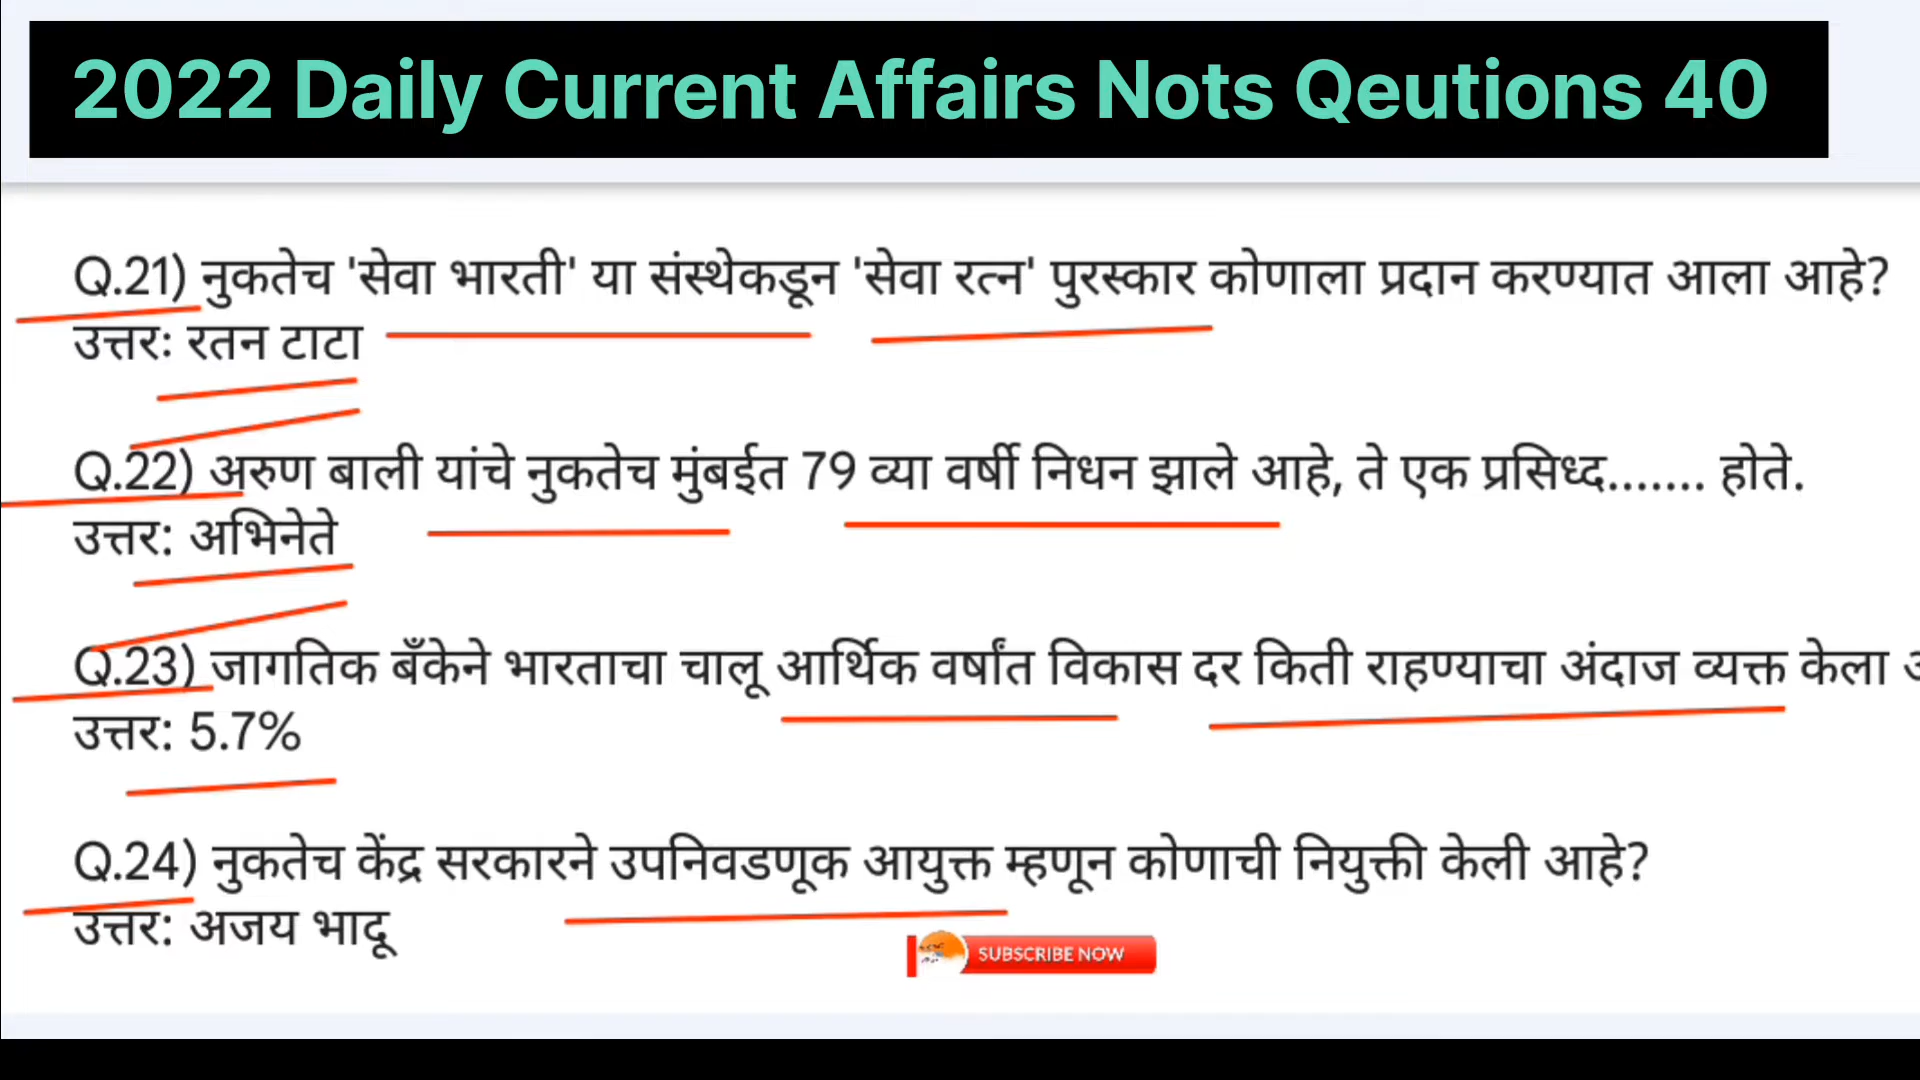 2022 Daily Current Affairs Nots Qeutions 40
Q.21) नुकतेच 'सेवा भारती' या संस्थेकडून 'सेवा रत्न' पुरस्कार कोणाला प्रदान करण्यात आला आहे?
उत्तरः रतन टाटा
Q.22) अरुण बाली यांचे नुकतेच मुंबईत 79 व्या वर्षी निधन झाले आहे, ते एक प्रसिध्द....... होते.
उत्तर: अभिनेते
Q.23) जागतिक बँकेने भारताचा चालू आर्थिक वर्षांत विकास दर किती राहण्याचा अंदाज व्यक्त केला
उत्तर: 5.7%
Q.24) नुकतेच केंद्र सरकारने उपनिवडणूक आयुक्त म्हणून कोणाची नियुक्ती केली आहे?
उत्तर: अजय भादू
SUBSCRIBE NOW